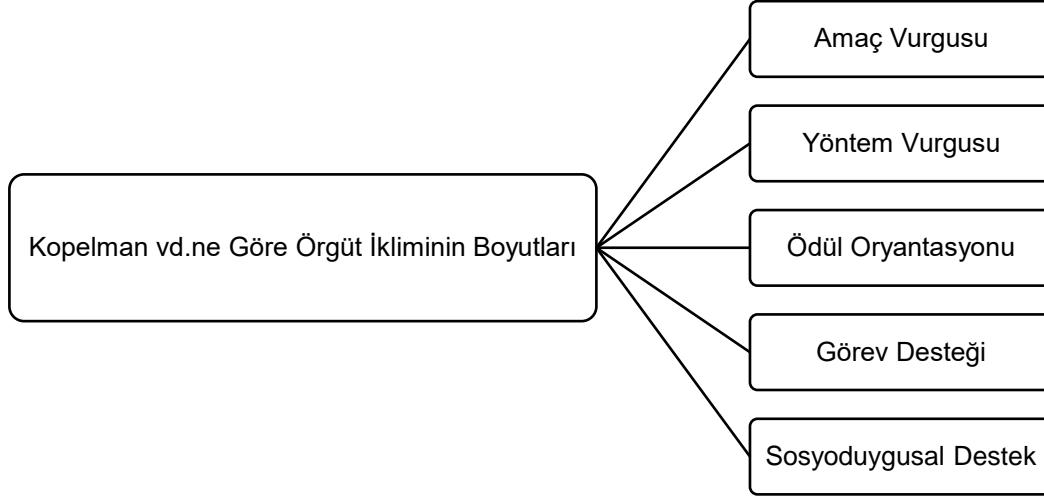 Kopelman vd.ne Göre Örgüt İkliminin Boyutları
Amaç Vurgusu
Yöntem Vurgusu
Ödül Oryantasyonu
Görev Desteği
Sosyoduygusal Destek